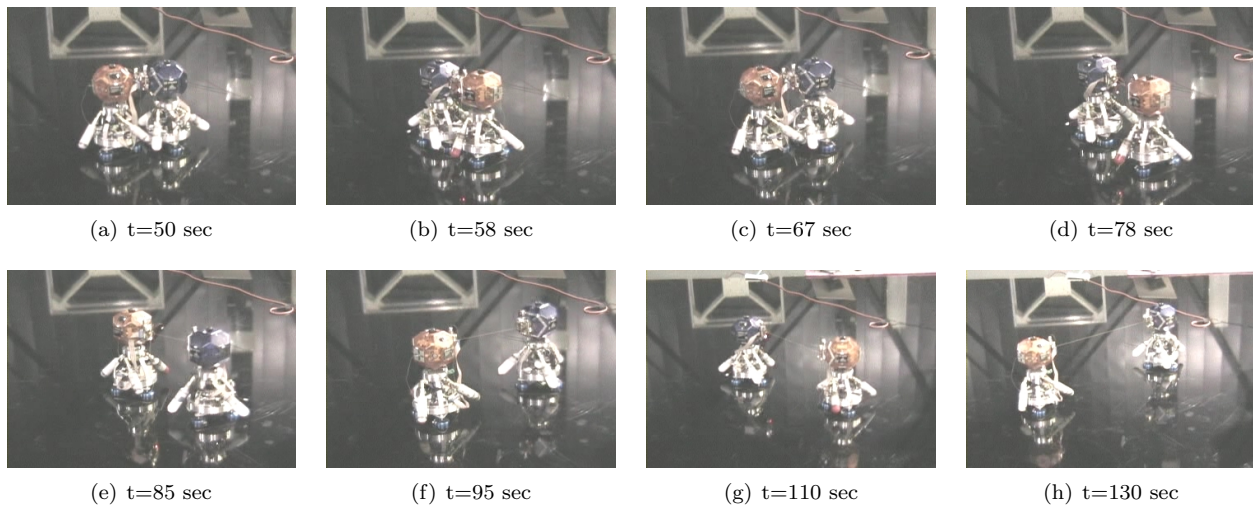 (a) t=50 sec
(b) t=58 sec
(c) t=67 sec
(d) t=78 sec
(e) t=85 sec
(f) t=95 sec
(g) t=110 sec
(h) t=130 sec